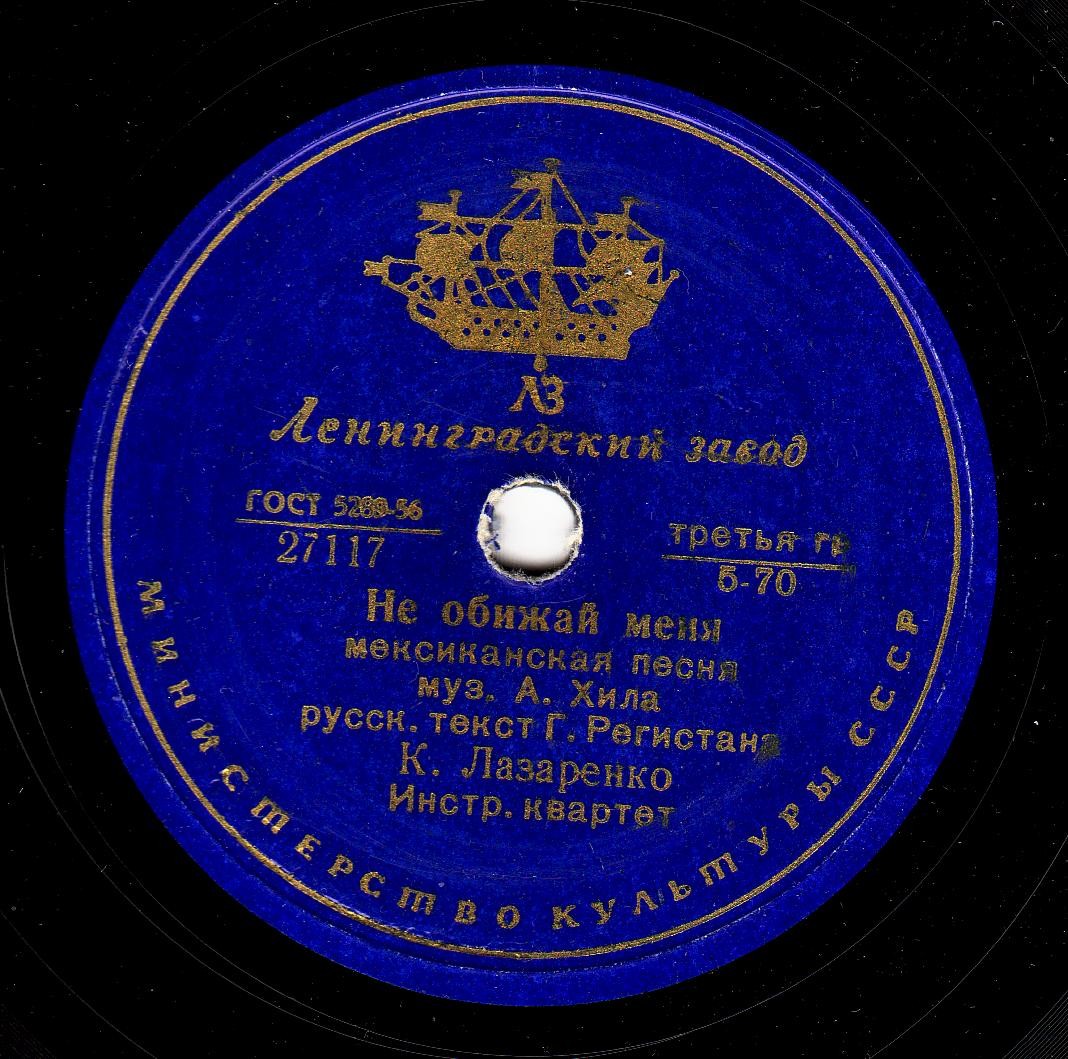 ЛЗ
Ленинградский завод
ГОСТ 5289-56
27117
третья гр
5-70
Не обижай меня
мексиканская песня
муз. А. Хила
русск. текст Г. Регистана
К. Лазаренко
Инстр. квартет
МИНИСТЕРСТВО КУЛЬТУРЫ СССР